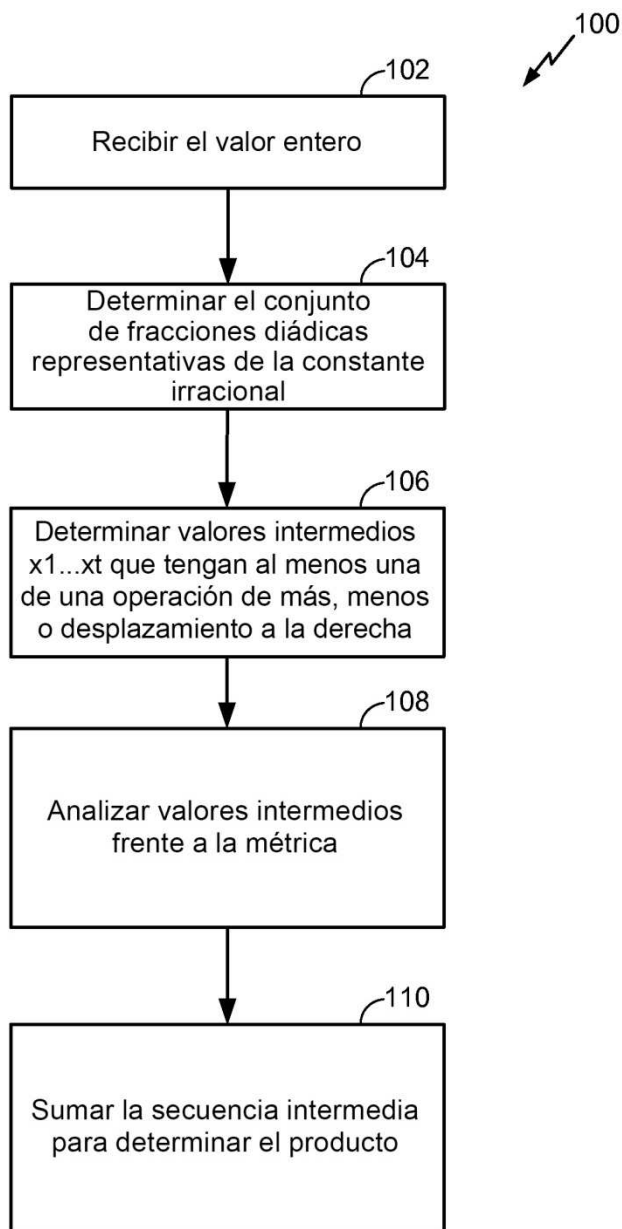 100
102
Recibir el valor entero
104
Determinar el conjunto
de fracciones diádicas
representativas de la constante
irracional
106
Determinar valores intermedios
x1...xt que tengan al menos una
de una operación de más, menos
o desplazamiento a la derecha
108
Analizar valores intermedios
frente a la métrica
110
Sumar la secuencia intermedia
para determinar el producto